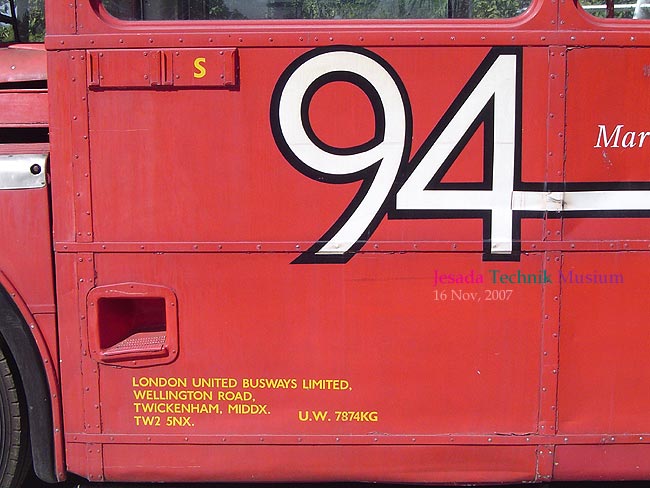 S
94
Mar
Jesada Technik Musium
16 Nov, 2007
LONDON UNITED BUSWAYS LIMITED,
WELLINGTON ROAD,
TWICKENHAM, MIDDX.
TW2 5NX.
U.W. 7874KG